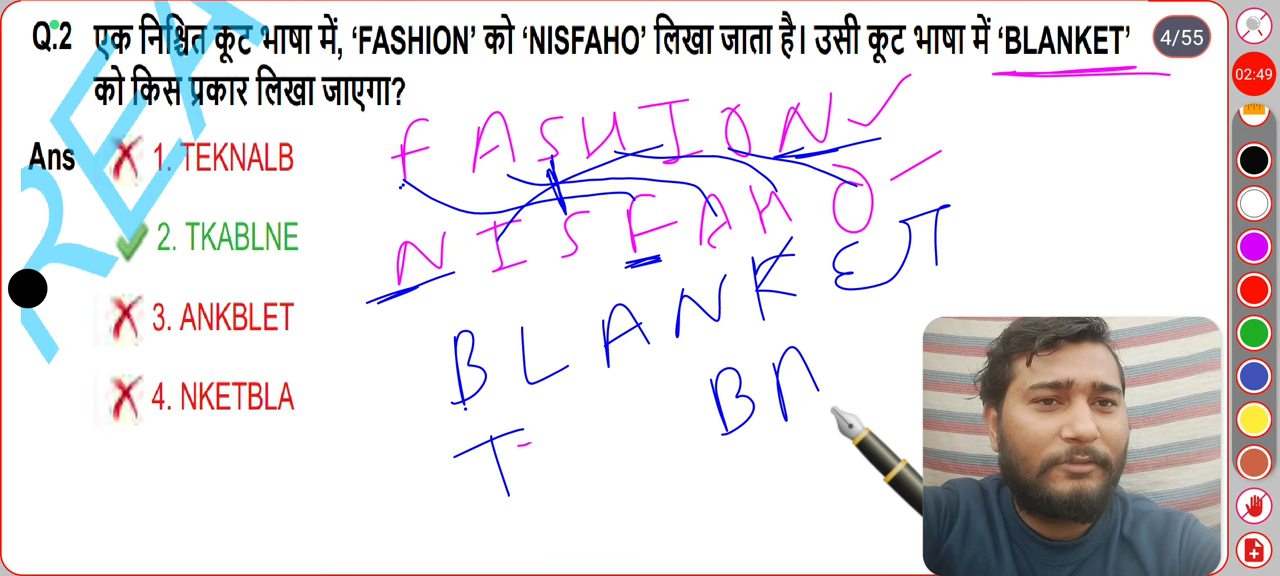 Q.2 एक निश्चित कूट भाषा में, ‘FASHION’ को ‘NISFAHO’ लिखा जाता है। उसी कूट भाषा में ‘BLANKET’
को किस प्रकार लिखा जाएगा?
4/55
02:49
Ans 1. TEKNALB
2. TKABLNE
3. ANKBLET
4. NKETBLA
FASHION
NISFAHO
BLANKET
T